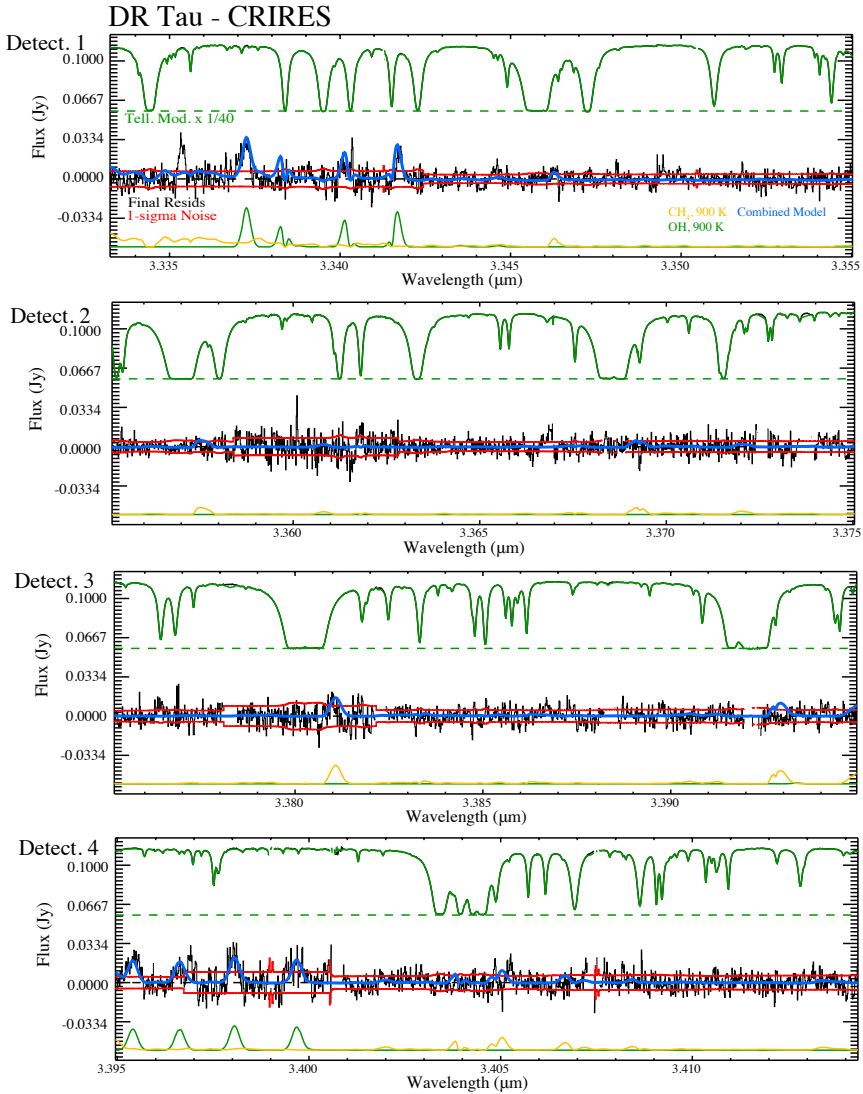 DR Tau - CRIRES
Detect. 1
0.1000
0.0667
0.0334
0.0000
-0.0334
Flux (Jy)
Tell. Mod. x 1/40
Final Resids
1-sigma Noise
CH4, 900 K
Combined Model
OH, 900 K
3.335
3.340
3.345
3.350
3.355
Wavelength (μm)
Detect. 2
0.1000
0.0667
0.0334
0.0000
-0.0334
Flux (Jy)
3.360
3.365
3.370
3.375
Wavelength (μm)
Detect. 3
0.1000
0.0667
0.0334
0.0000
-0.0334
Flux (Jy)
3.380
3.385
3.390
Wavelength (μm)
Detect. 4
0.1000
0.0667
0.0334
0.0000
-0.0334
Flux (Jy)
3.395
3.400
3.405
3.410
Wavelength (μm)